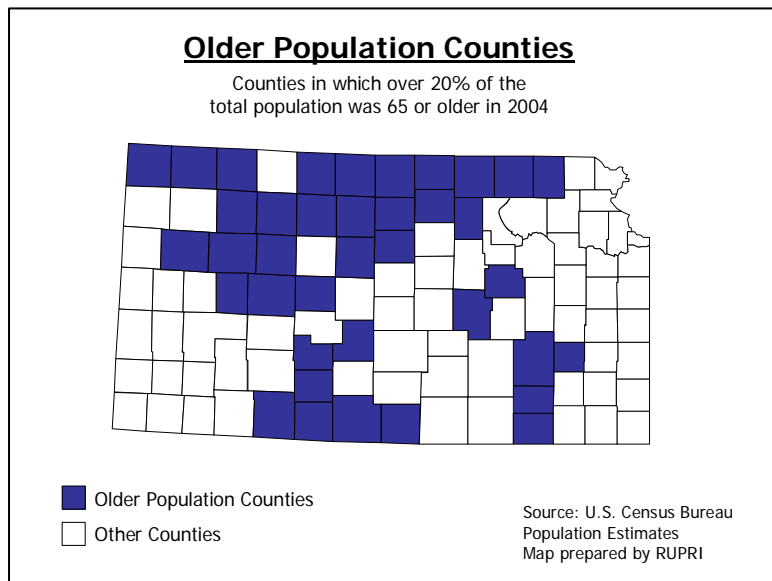 Older Population Counties
Counties in which over 20% of the
total population was 65 or older in 2004
Older Population Counties
Other Counties
Source: U.S. Census Bureau
Population Estimates
Map prepared by RUPRI